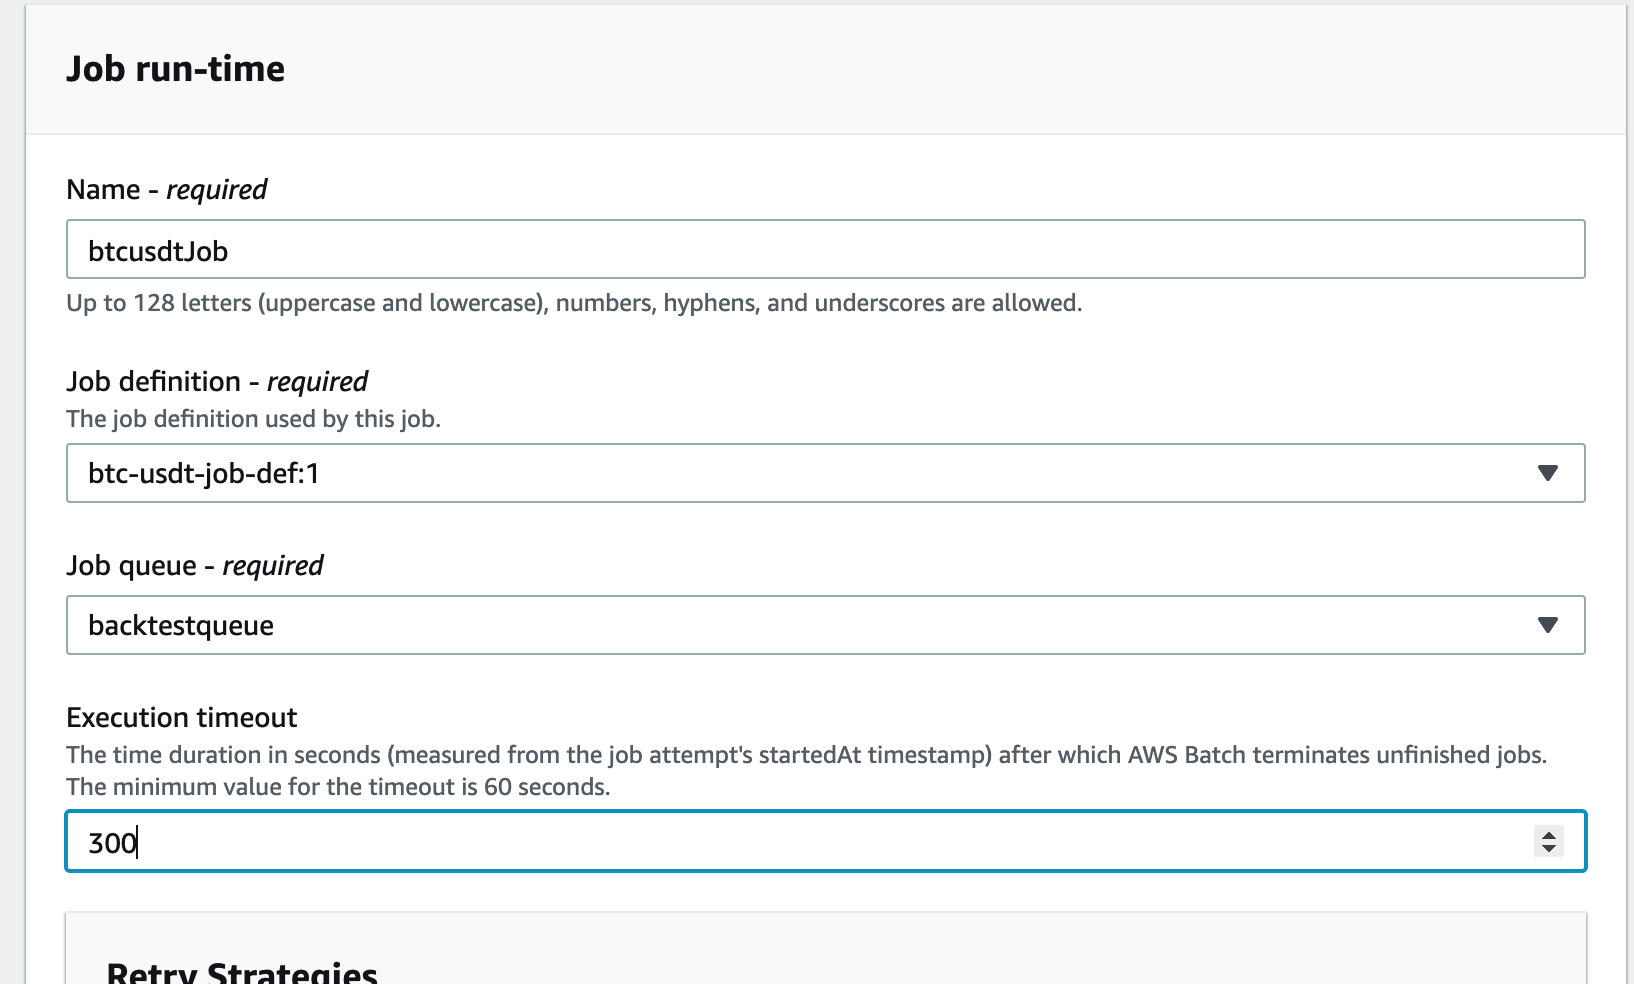 Job run-time
Name - required
btcusdtJob
Up to 128 letters (uppercase and lowercase), numbers, hyphens, and underscores are allowed.
Job definition - required
The job definition used by this job.
btc-usdt-job-def:1
Job queue - required
backtestqueue
Execution timeout
The time duration in seconds (measured from the job attempt's startedAt timestamp) after which AWS Batch terminates unfinished jobs.
The minimum value for the timeout is 60 seconds.
300
Retry Strategies